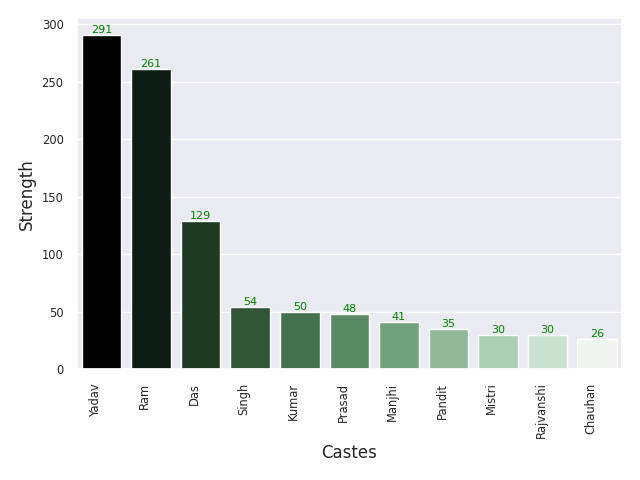 300
250
200
150
100
50
0
Strength
291
261
129
54
50
48
41
35
30
30
26
Yadav
Ram
Das
Singh
Kumar
Prasad
Manjhi
Pandit
Mistri
Rajvanshi
Chauhan
Castes